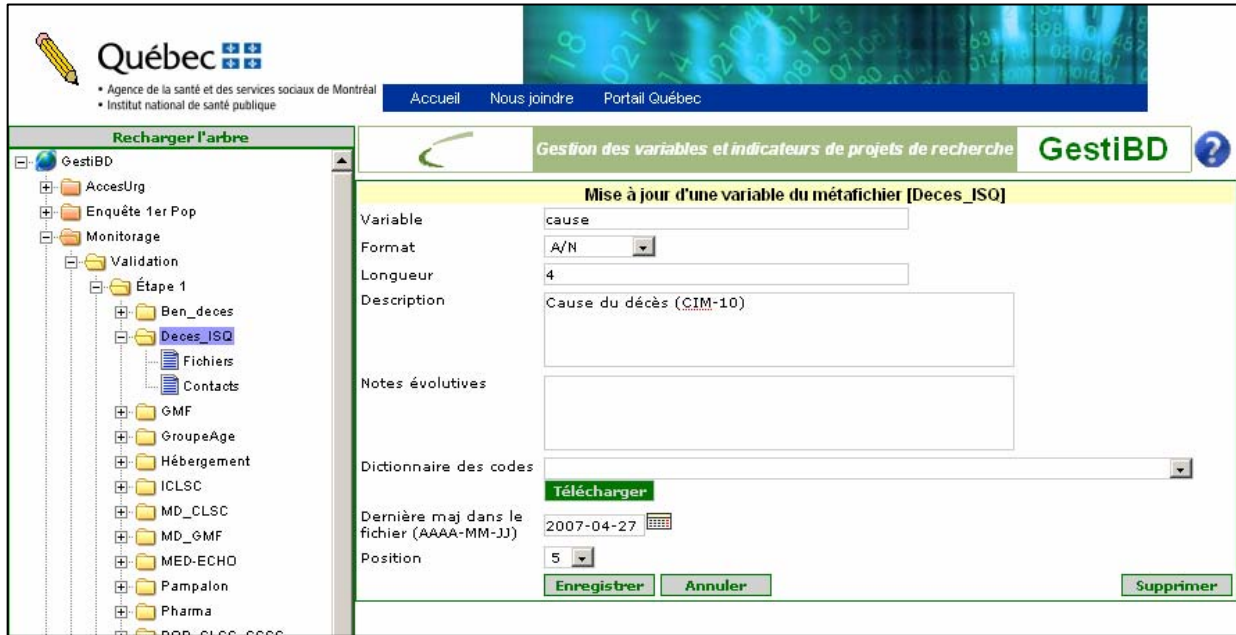 Québec
• Agence de la santé et des services sociaux de Montréal
• Institut national de santé publique
Accueil Nous joindre Portail Québec
Recharger l'arbre
GestiBD
AccesUrg
Enquête 1er Pop
Monitorage
Validation
Étape 1
Ben_deces
Deces_ISQ
Fichiers
Contacts
GMF
GroupeAge
Hébergement
ICLSC
MD_CLSC
MD_GMF
MED-ECHO
Pampalon
Pharma
Gestion des variables et indicateurs de projets de recherche GestiBD ?
Mise à jour d'une variable du métafichier [Deces_ISQ]
Variable cause
Format A/N
Longueur 4
Description Cause du décès (CIM-10)
Notes évolutives
Dictionnaire des codes
Télécharger
Dernière maj dans le
fichier (AAAA-MM-JJ) 2007-04-27
Position 5
Enregistrer Annuler Supprimer